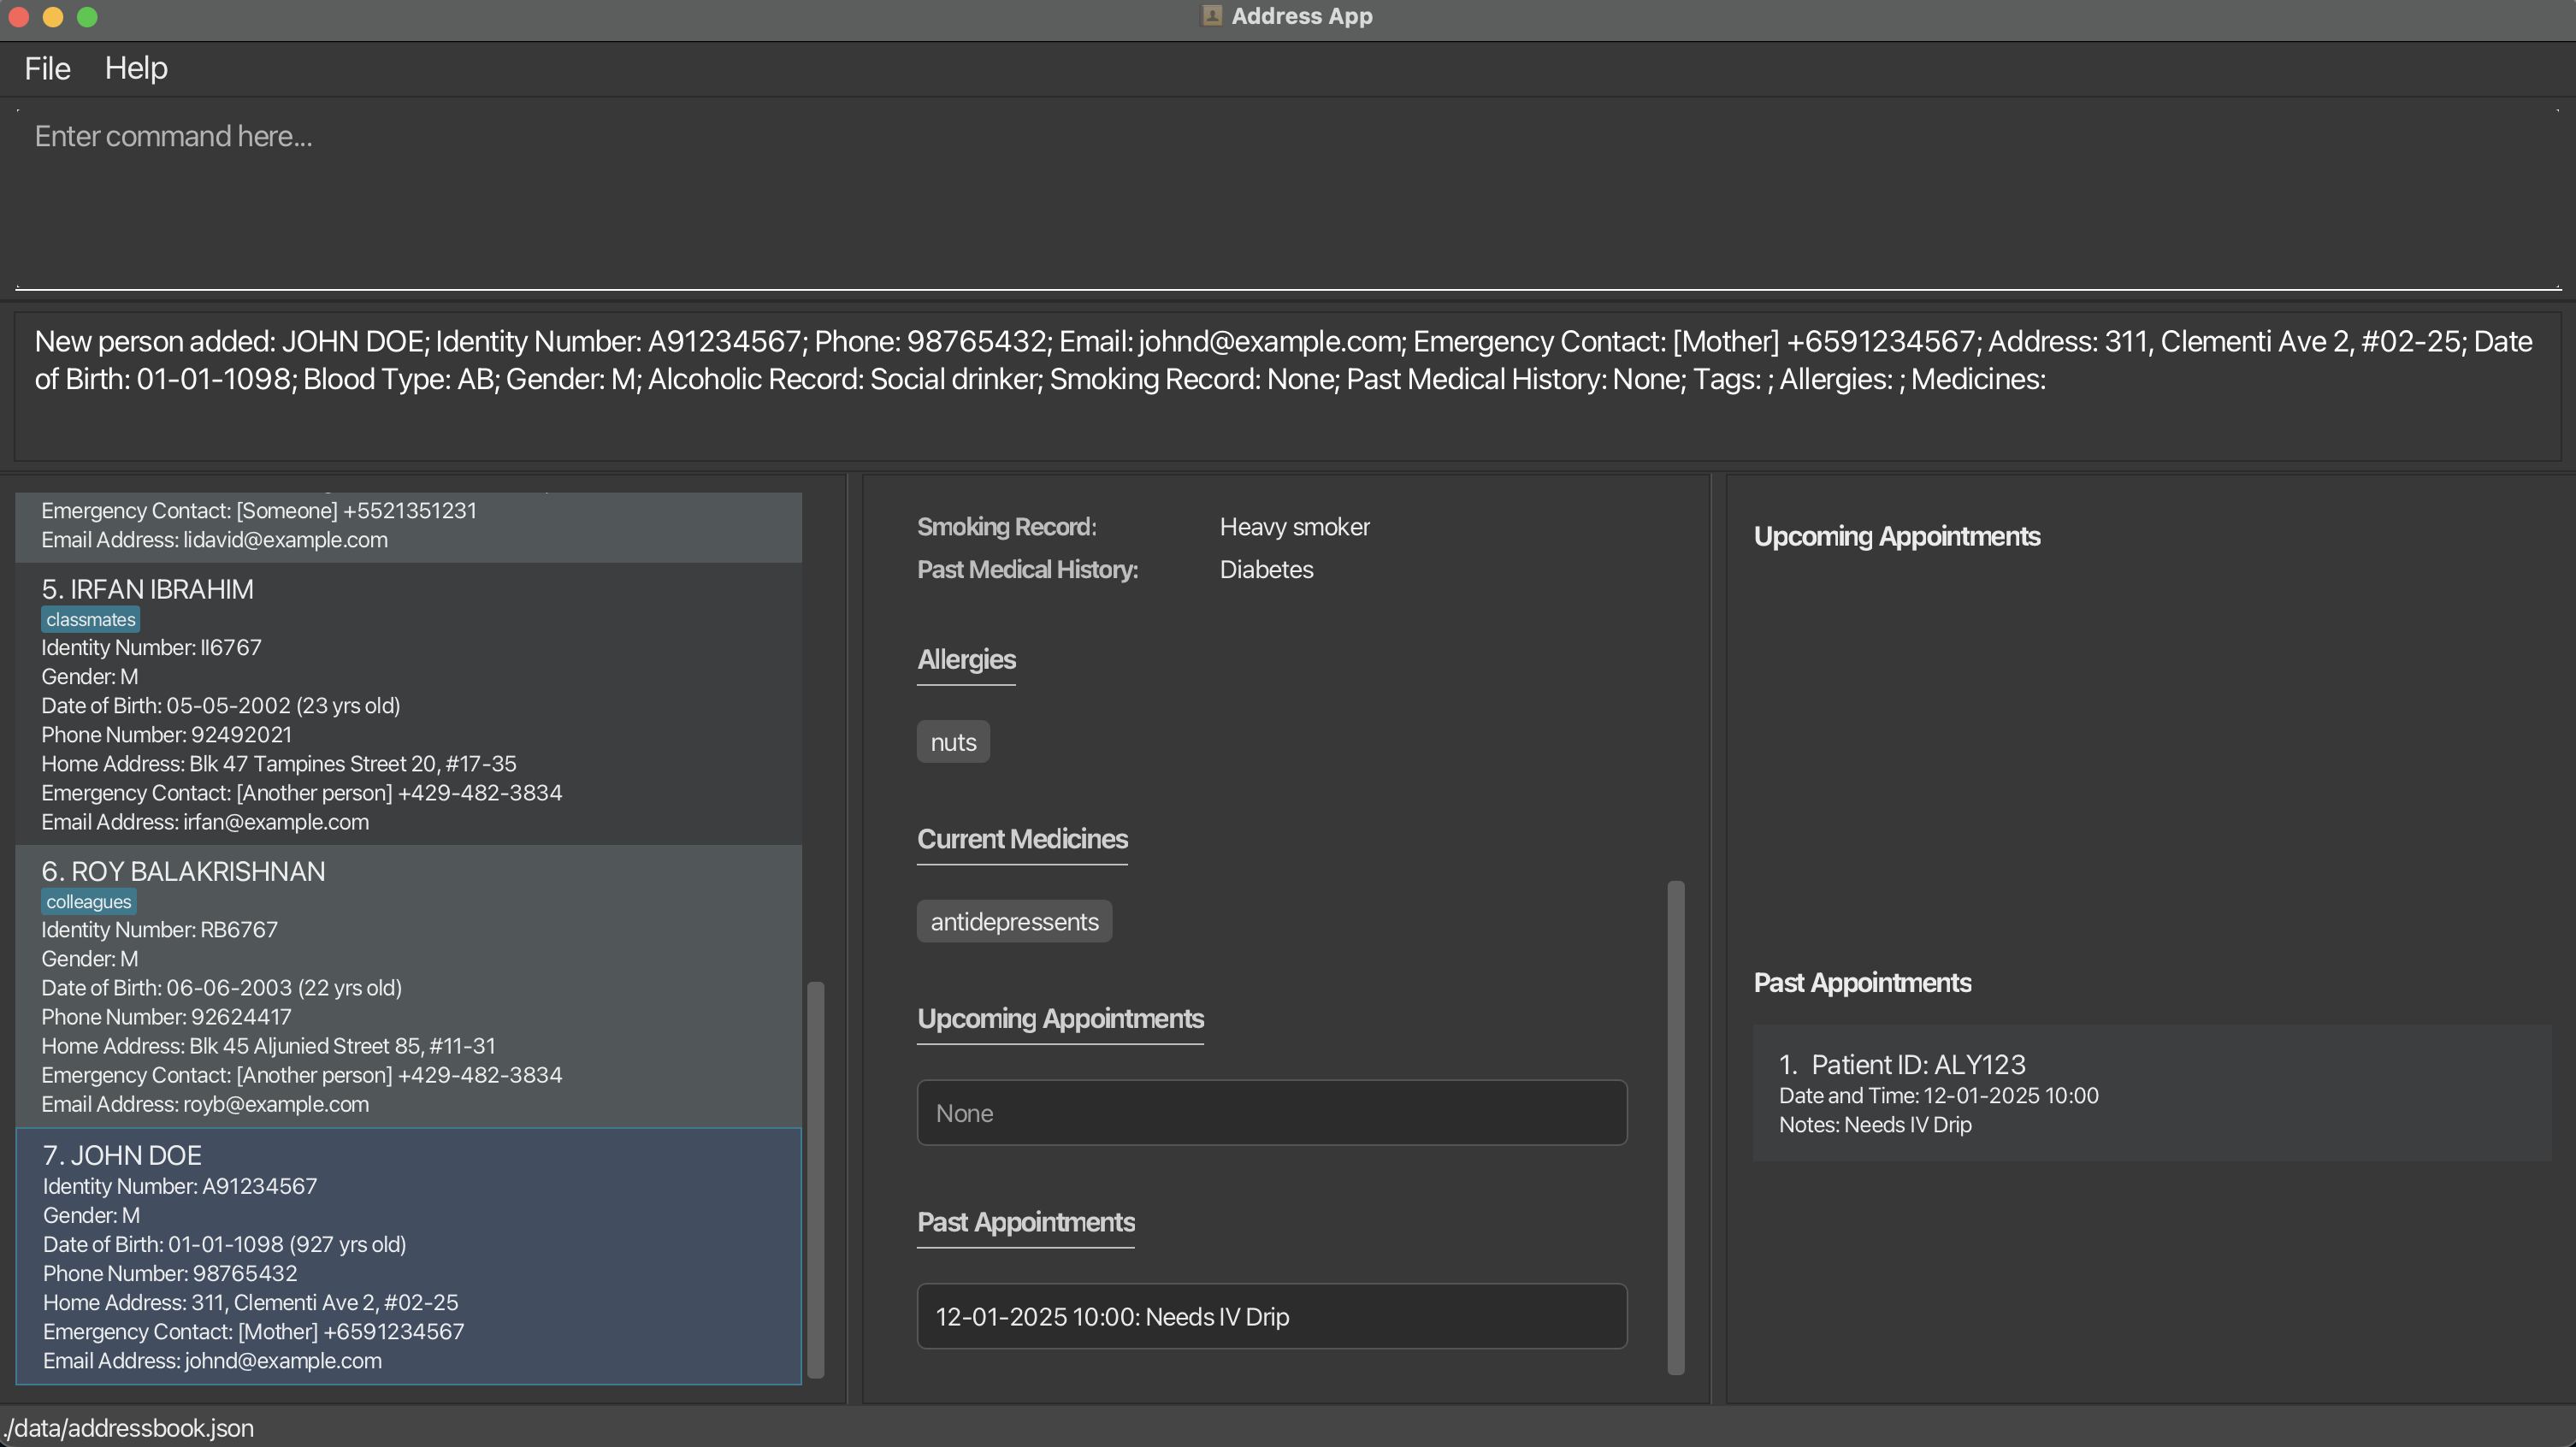 Address App
File Help
Enter command here...
New person added: JOHN DOE; Identity Number: A91234567; Phone: 98765432; Email: johnd@example.com; Emergency Contact: [Mother] +6591234567; Address: 311, Clementi Ave 2, #02-25; Date
of Birth: 01-01-1098; Blood Type: AB; Gender: M; Alcoholic Record: Social drinker; Smoking Record: None; Past Medical History: None; Tags: ; Allergies: ; Medicines:
Emergency Contact: [Someone] +5521351231
Email Address: lidavid@example.com
5. IRFAN IBRAHIM
classmates
Identity Number: II6767
Gender: M
Date of Birth: 05-05-2002 (23 yrs old)
Phone Number: 92492021
Home Address: Blk 47 Tampines Street 20, #17-35
Emergency Contact: [Another person] +429-482-3834
Email Address: irfan@example.com
6. ROY BALAKRISHNAN
colleagues
Identity Number: RB6767
Gender: M
Date of Birth: 06-06-2003 (22 yrs old)
Phone Number: 92624417
Home Address: Blk 45 Aljunied Street 85, #11-31
Emergency Contact: [Another person] +429-482-3834
Email Address: royb@example.com
7. JOHN DOE
Identity Number: A91234567
Gender: M
Date of Birth: 01-01-1098 (927 yrs old)
Phone Number: 98765432
Home Address: 311, Clementi Ave 2, #02-25
Emergency Contact: [Mother] +6591234567
Email Address: johnd@example.com
Smoking Record: Heavy smoker
Past Medical History: Diabetes
Allergies
nuts
Current Medicines
antidepressents
Upcoming Appointments
None
Past Appointments
12-01-2025 10:00: Needs IV Drip
Upcoming Appointments
Past Appointments
1. Patient ID: ALY123
Date and Time: 12-01-2025 10:00
Notes: Needs IV Drip
./data/addressbook.json